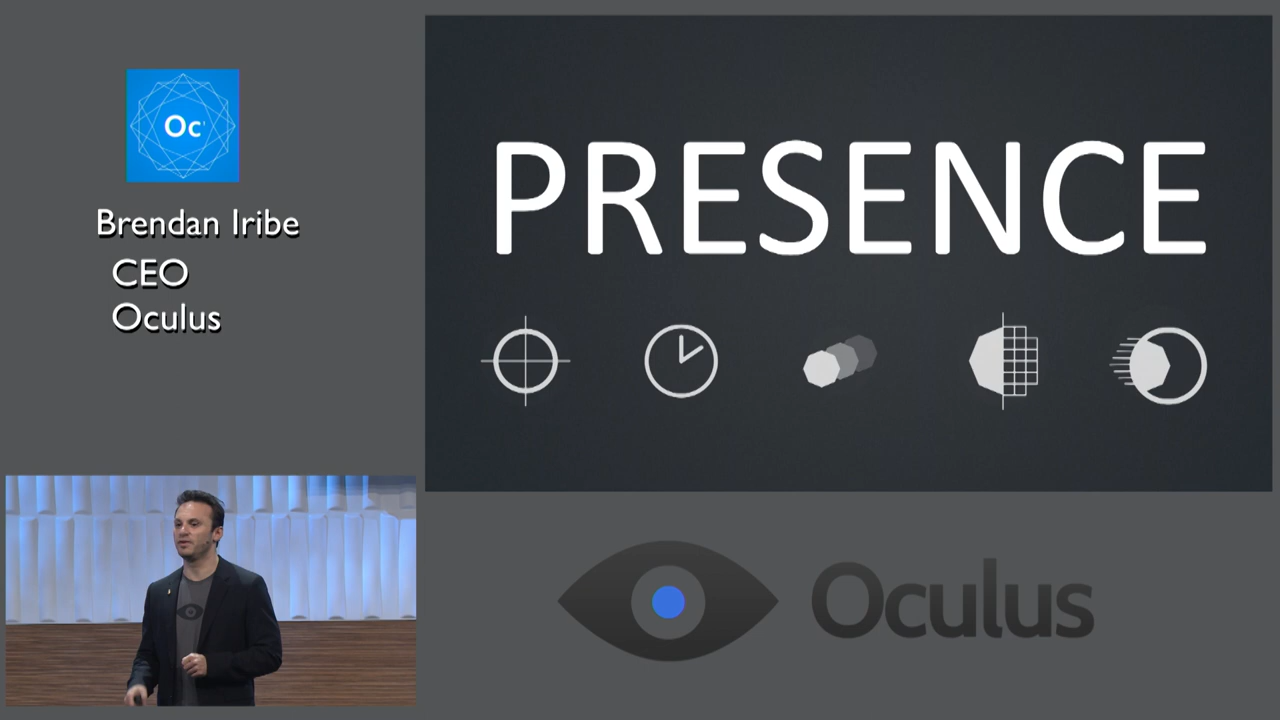 Oc
Brendan Iribe
CEO
Oculus
PRESENCE
Oculus